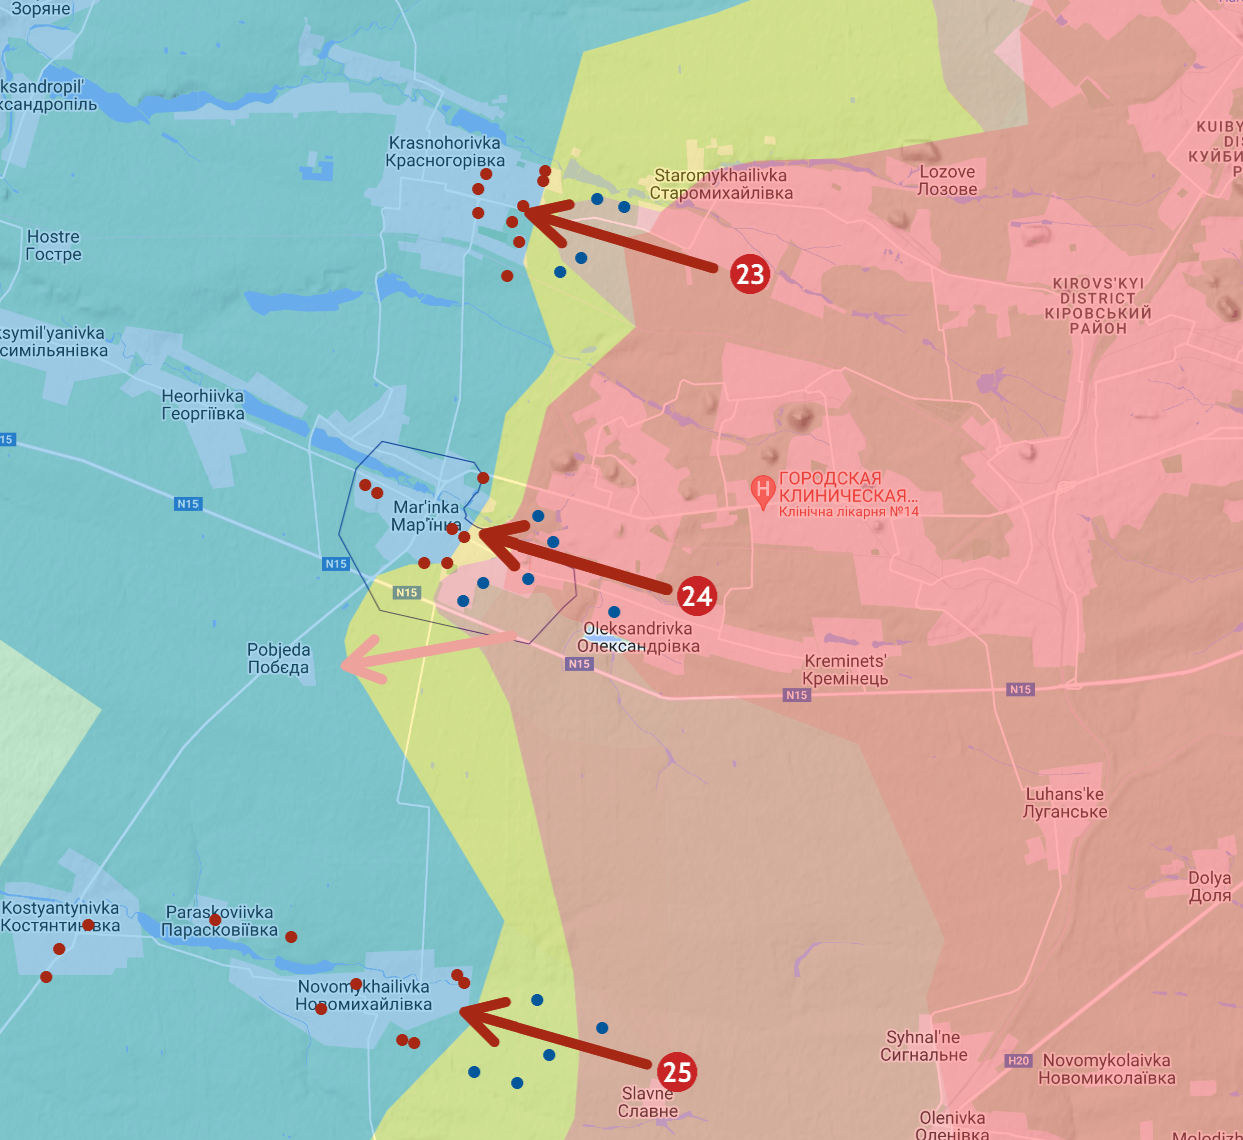 Зоряне
ksandropil'
ксандропіль
Krasnohorivka
Красногорівка
KUIBY
КУЙБИ
Staromykhailivka
Старомихайлівка
Lozove
Лозове
Hostre
Гостре
23
KIROVS'KYI
DISTRICT
КІРОВСЬКИЙ
РАЙОН
symil'yanivka
симільянівка
Heorhiivka
Георгіївка
15
N15
Mar'inka
Мар'їнка
H
ГОРОДСКАЯ
КЛИНИЧЕСКАЯ...
Клінічна лікарня №14
N15
N15
24
Oleksandrivka
Олександрівка
Pobjeda
Побєда
N15
Kreminets'
Кремінець
N15
N15
Luhans'ke
Луганське
Dolya
Доля
Kostyantynivka
Костянтинівка
Paraskoviivka
Парасковіївка
Novomykhailivka
Новомихайлівка
25
Slavne
Славне
Syhnal'ne
Сигнальне
H20
Novomykolaivka
Новомиколаївка
Olenivka
Оленівка